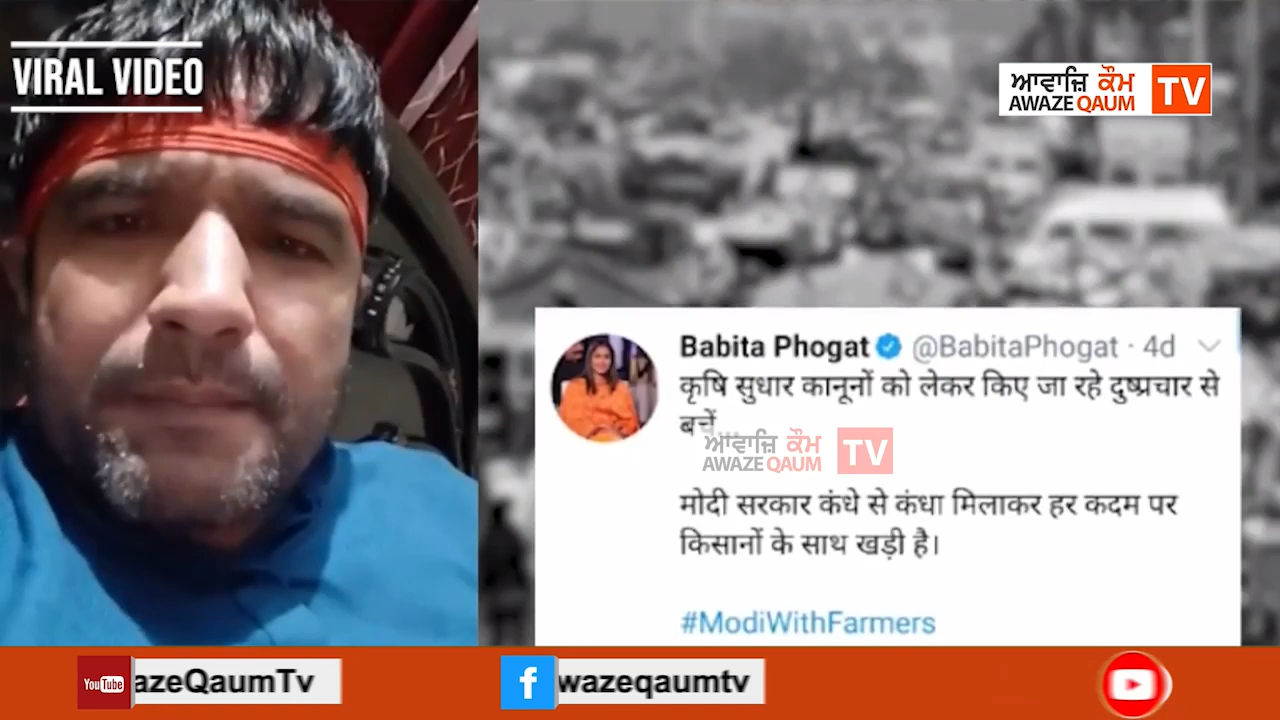 VIRAL VIDEO
ਆਵਾਜ਼ਿ ਕੌਮ
AWAZE QAUM TV
Babita Phogat @BabitaPhogat · 4d
कृषि सुधार कानूनों को लेकर किए जा रहे दुष्प्रचार से
बचें...
ਆਵਾਜ਼ਿ ਕੌਮ
AWAZE QAUM TV
मोदी सरकार कंधे से कंधा मिलाकर हर कदम पर
किसानों के साथ खड़ी है।
#ModiWithFarmers
YouTube azeQaumTv
f wazeqaumtv